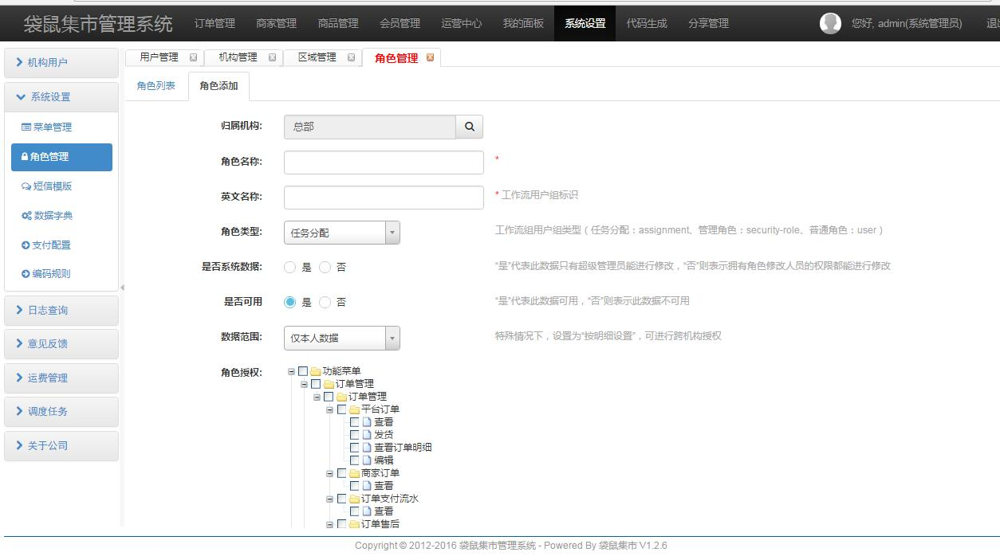 袋鼠集市管理系统 订单管理 商家管理 商品管理 会员管理 运营中心 我的面板 系统设置 代码生成 分享管理 您好, admin(系统管理员)
机构用户
系统设置
菜单管理
角色管理
短信模版
数据字典
支付配置
编码规则
日志查询
意见反馈
运费管理
调度任务
关于公司
用户管理 机构管理 区域管理 角色管理
角色列表 角色添加
归属机构: 总部
角色名称: *
英文名称: * 工作流用户组标识
角色类型: 任务分配 工作流组用户组类型（任务分配：assignment、管理角色：security-role、普通角色：user）
是否系统数据: 是 否 “是”代表此数据只有超级管理员能进行修改，“否”则表示拥有角色修改人员的权限都能进行修改
是否可用 是 否 “是”代表此数据可用，“否”则表示此数据不可用
数据范围: 仅本人数据 特殊情况下，设置为“按明细设置”，可进行跨机构授权
角色授权: 功能菜单
订单管理
订单管理
平台订单
查看
发货
查看订单明细
编辑
商家订单
查看
订单支付流水
查看
订单售后
Copyright © 2012-2016 袋鼠集市管理系统 - Powered By 袋鼠集市 V1.2.6